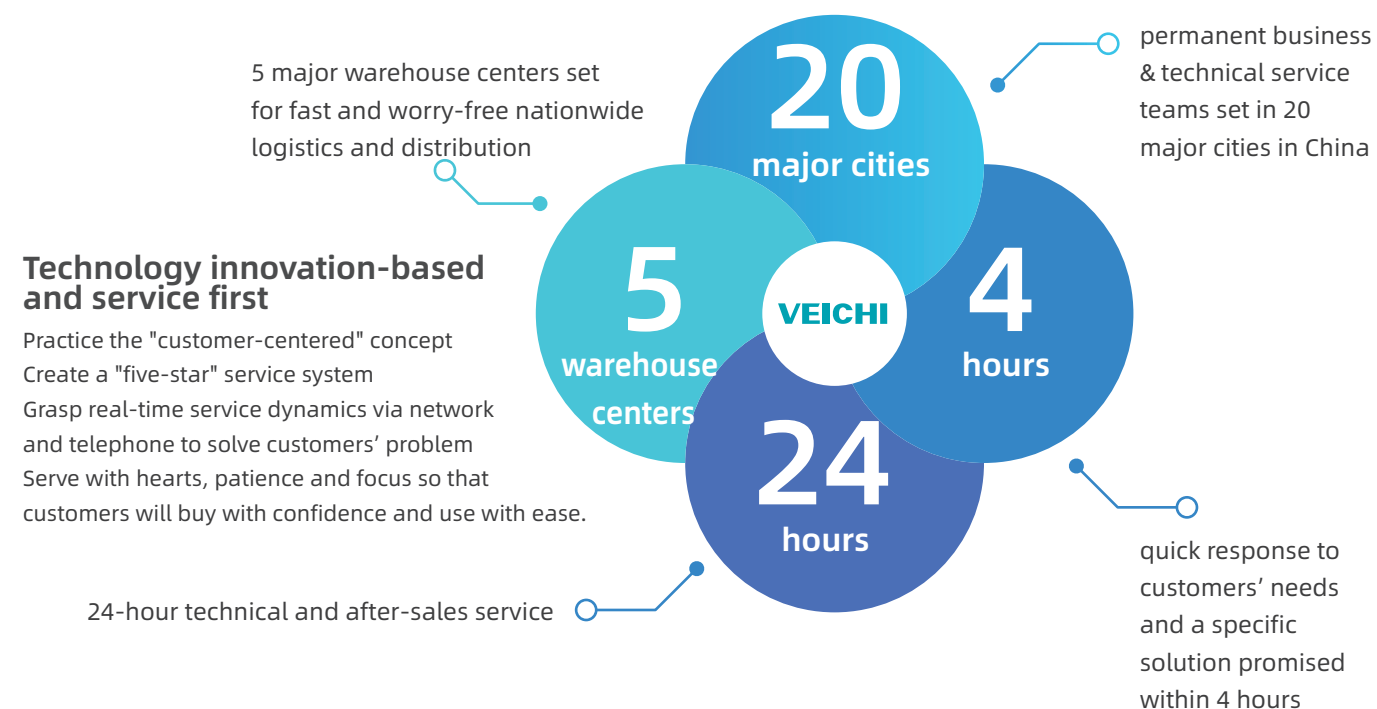 5 major warehouse centers set
for fast and worry-free nationwide
logistics and distribution
20
major cities
permanent business
& technical service
teams set in 20
major cities in China
Technology innovation-based
and service first
Practice the "customer-centered" concept
Create a "five-star" service system
Grasp real-time service dynamics via network
and telephone to solve customers’ problem
Serve with hearts, patience and focus so that
customers will buy with confidence and use with ease.
5
warehouse
centers
VEICHI
4
hours
24
hours
24-hour technical and after-sales service
quick response to
customers’ needs
and a specific
solution promised
within 4 hours